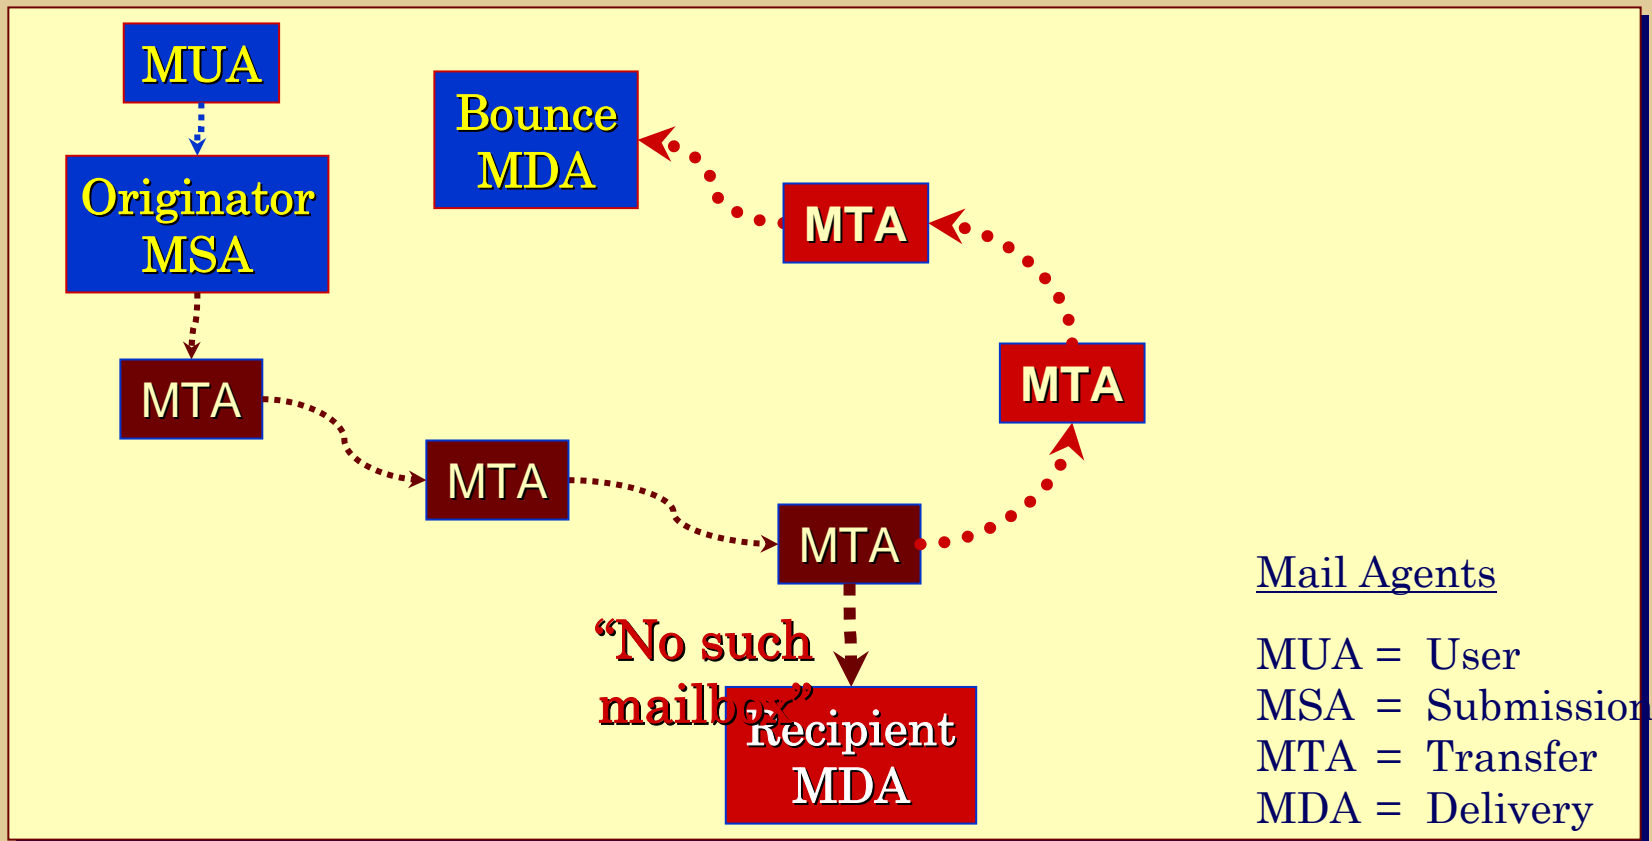 MUA
Bounce
MDA
Originator
MSA
MTA
MTA
MTA
MTA
MTA
“No such
mailbox”
Recipient
MDA
Mail Agents
MUA = User
MSA = Submission
MTA = Transfer
MDA = Delivery